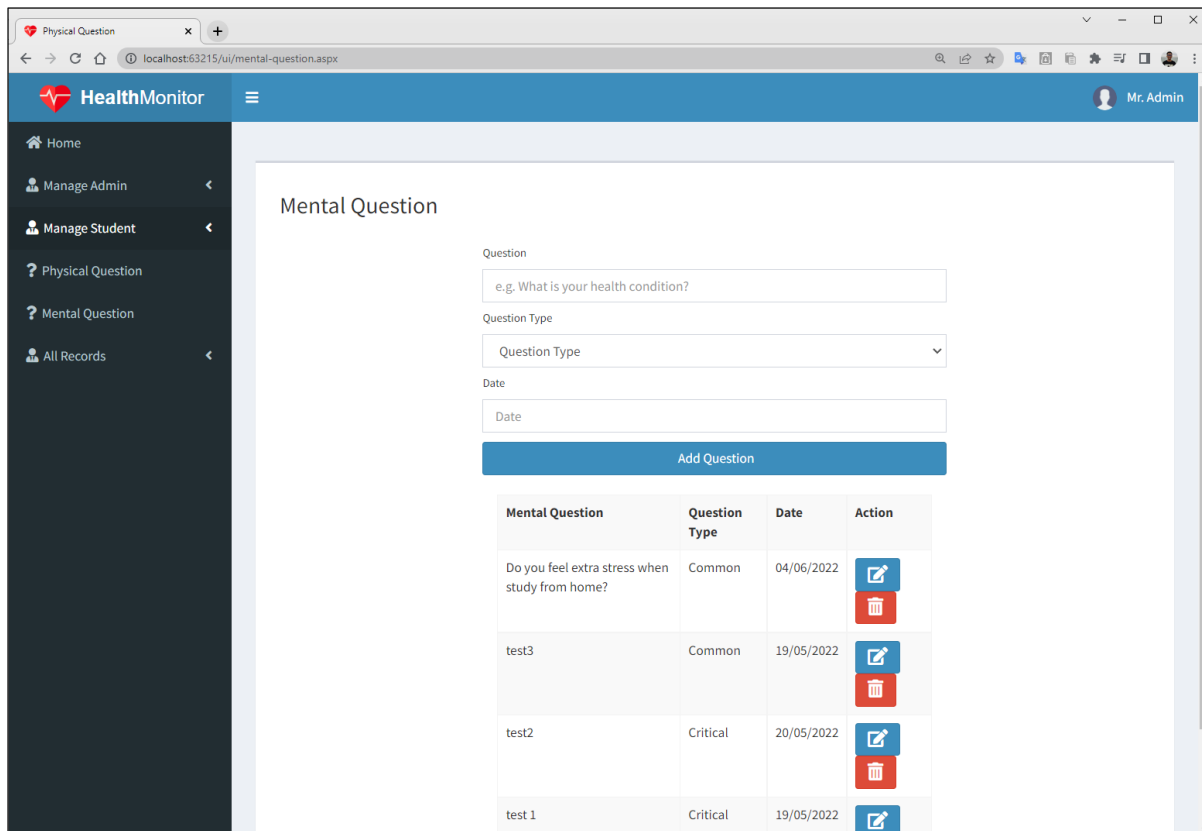 Physical Question
localhost:63215/ui/mental-question.aspx
HealthMonitor
Mr. Admin
Home
Manage Admin
Manage Student
Physical Question
Mental Question
All Records
Mental Question
Question
e.g. What is your health condition?
Question Type
Question Type
Date
Date
Add Question
Mental Question Question Date Action
Type
Do you feel extra stress when Common 04/06/2022
study from home?
test3 Common 19/05/2022
test2 Critical 20/05/2022
test 1 Critical 19/05/2022